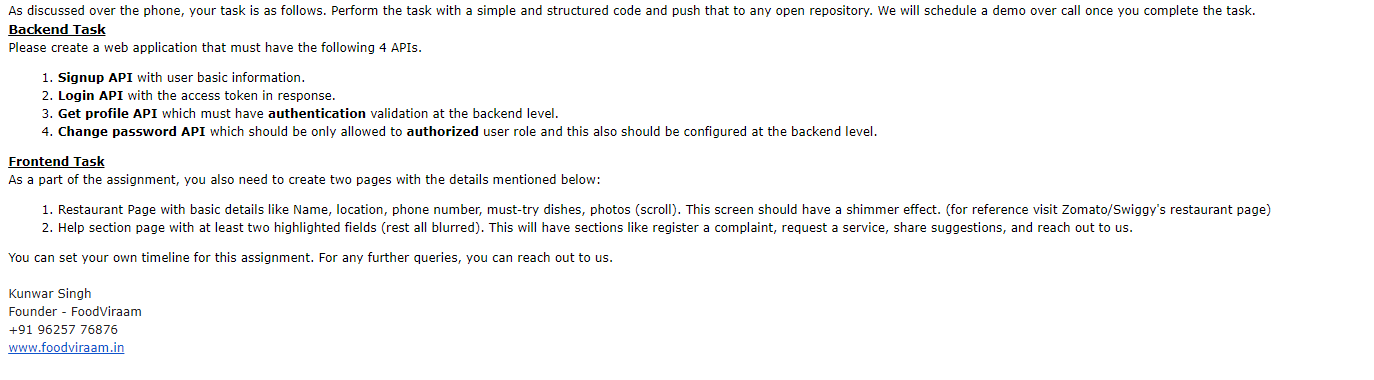 As discussed over the phone, your task is as follows. Perform the task with a simple and structured code and push that to any open repository. We will schedule a demo over call once you complete the task.
Backend Task
Please create a web application that must have the following 4 APIs.
1. Signup API with user basic information.
2. Login API with the access token in response.
3. Get profile API which must have authentication validation at the backend level.
4. Change password API which should be only allowed to authorized user role and this also should be configured at the backend level.
Frontend Task
As a part of the assignment, you also need to create two pages with the details mentioned below:
1. Restaurant Page with basic details like Name, location, phone number, must-try dishes, photos (scroll). This screen should have a shimmer effect. (for reference visit Zomato/Swiggy's restaurant page)
2. Help section page with at least two highlighted fields (rest all blurred). This will have sections like register a complaint, request a service, share suggestions, and reach out to us.
You can set your own timeline for this assignment. For any further queries, you can reach out to us.
Kunwar Singh
Founder - FoodViraam
+91 96257 76876
www.foodviraam.in